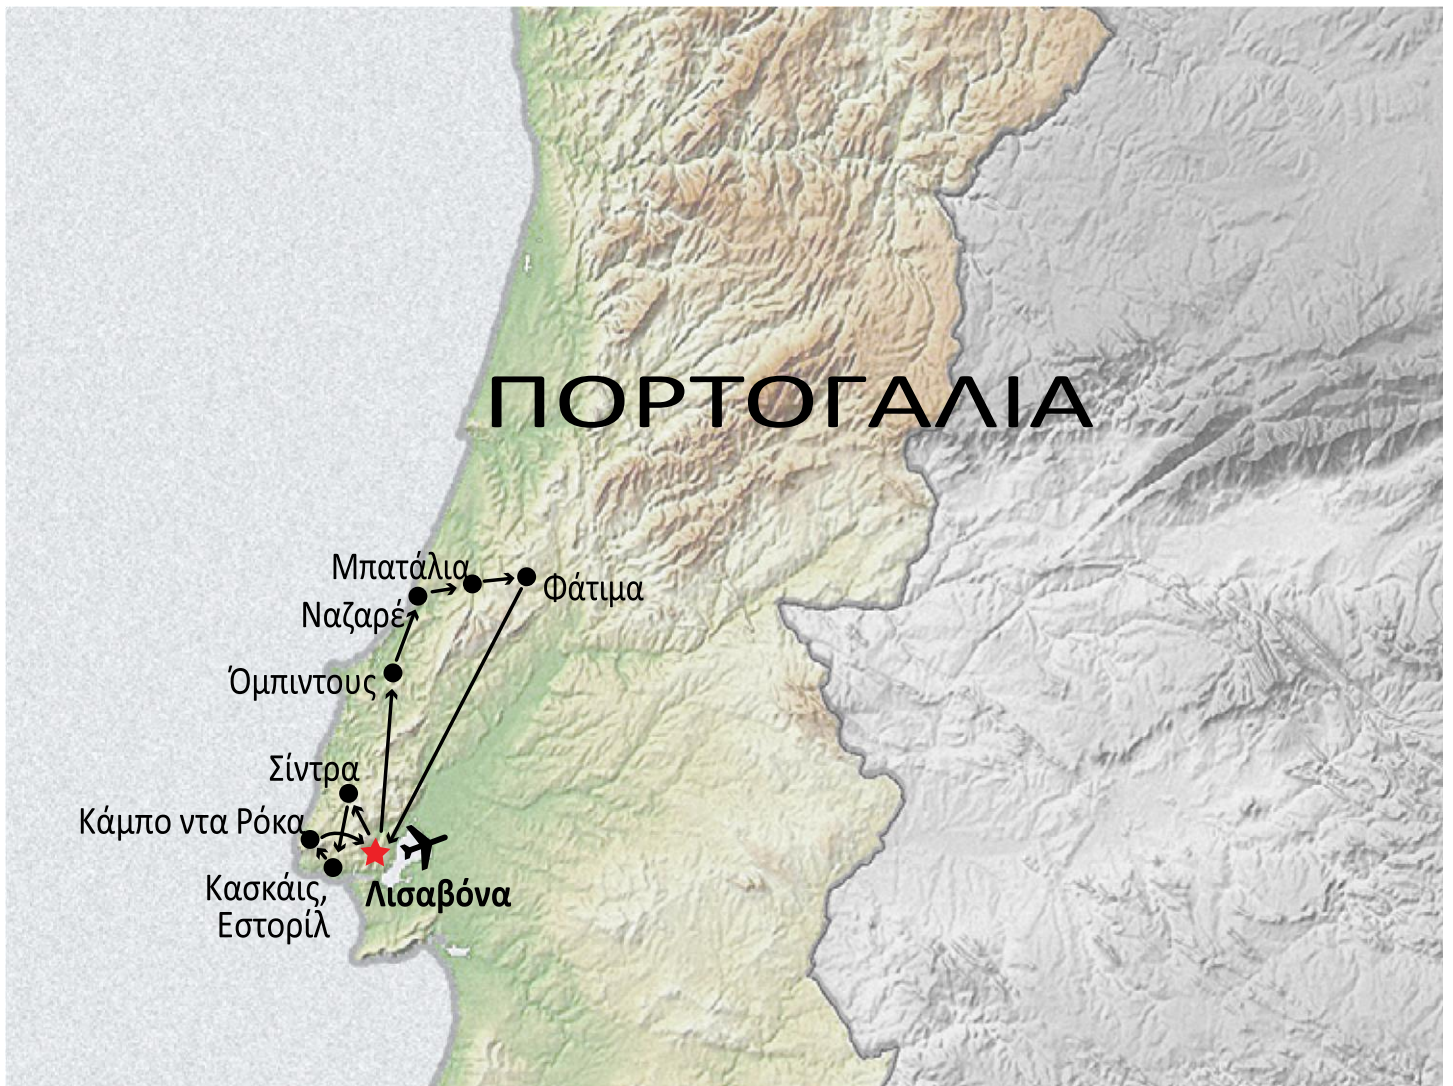 ΠΟΡΤΟΓΑΛΙΑ
Μπατάλια
Φάτιμα
Ναζαρέ
Όμπιντους
Σίντρα
Κάμπο ντα Ρόκα
Κασκάις,
Εστορίλ
Λισαβόνα